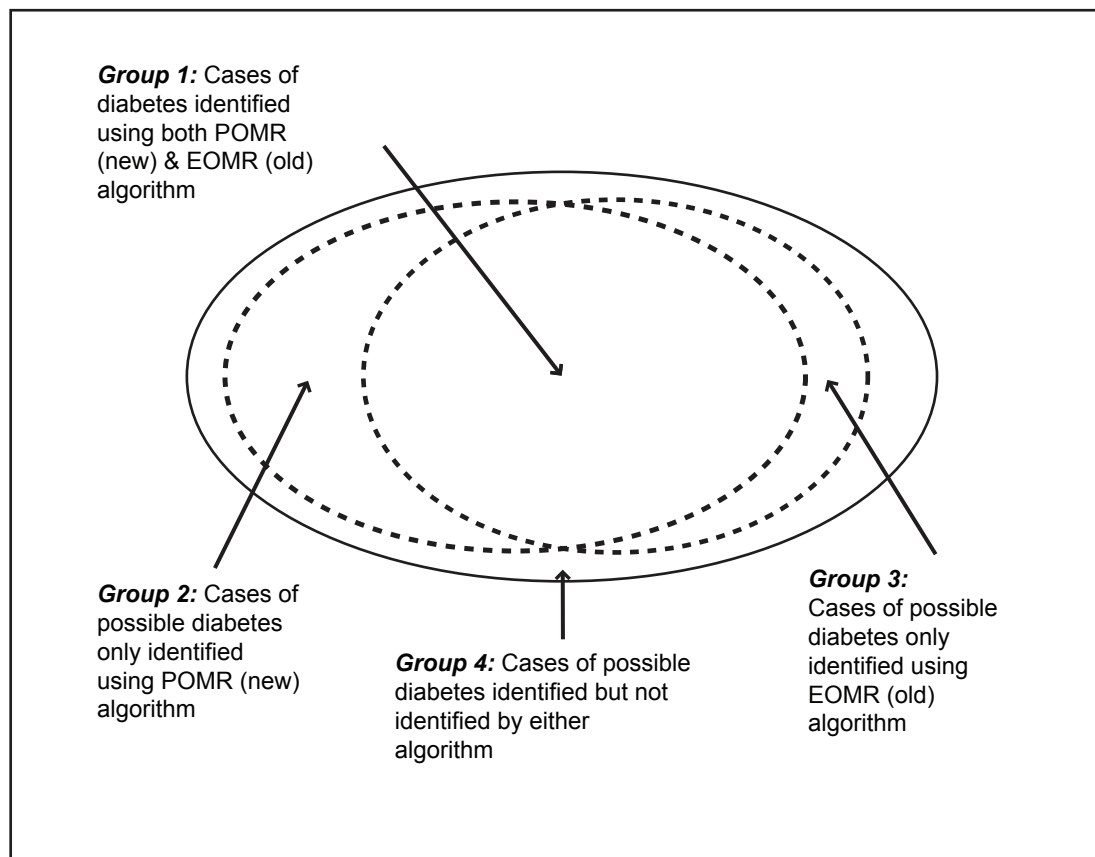 Group 1: Cases of
diabetes identified
using both POMR
(new) & EOMR (old)
algorithm
Group 2: Cases of
possible diabetes
only identified
using POMR (new)
algorithm
Group 4: Cases of possible
diabetes identified but not
identified by either
algorithm
Group 3:
Cases of possible
diabetes only
identified using
EOMR (old)
algorithm